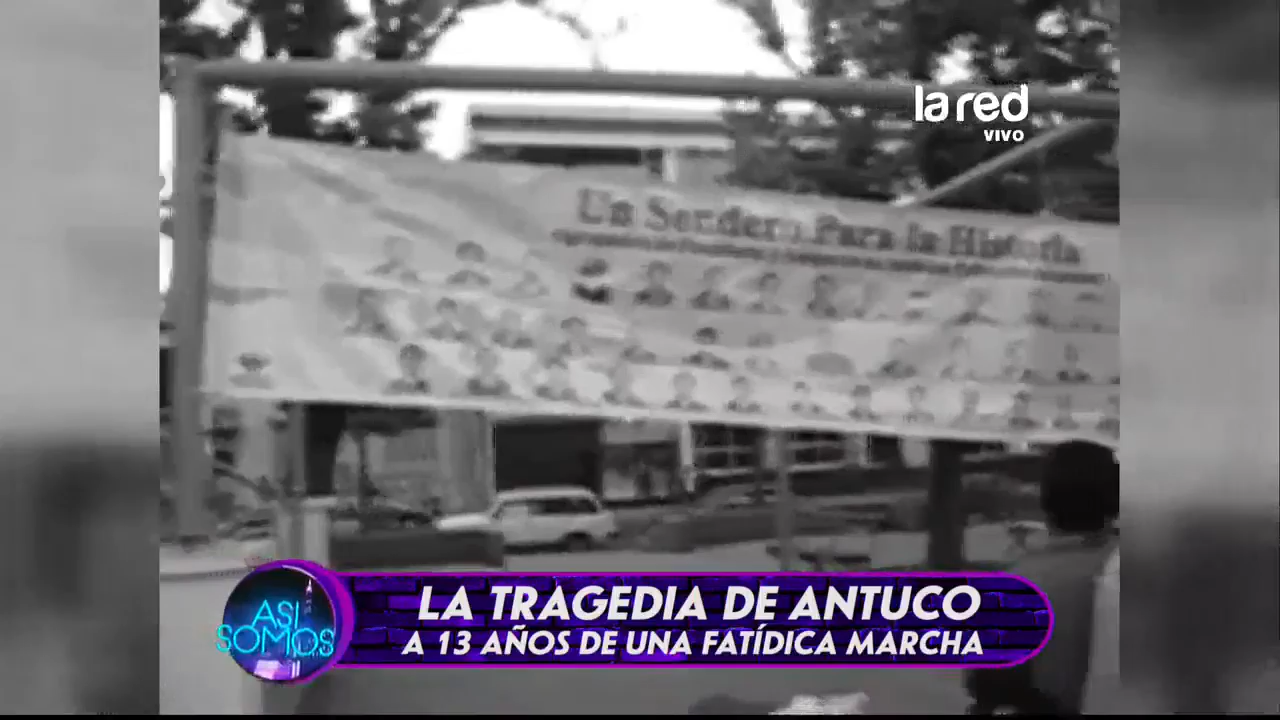 la red
VIVO
Un Sendero Para la Historia
ASI
SOMOS
LA TRAGEDIA DE ANTUCO
A 13 AÑOS DE UNA FATÍDICA MARCHA